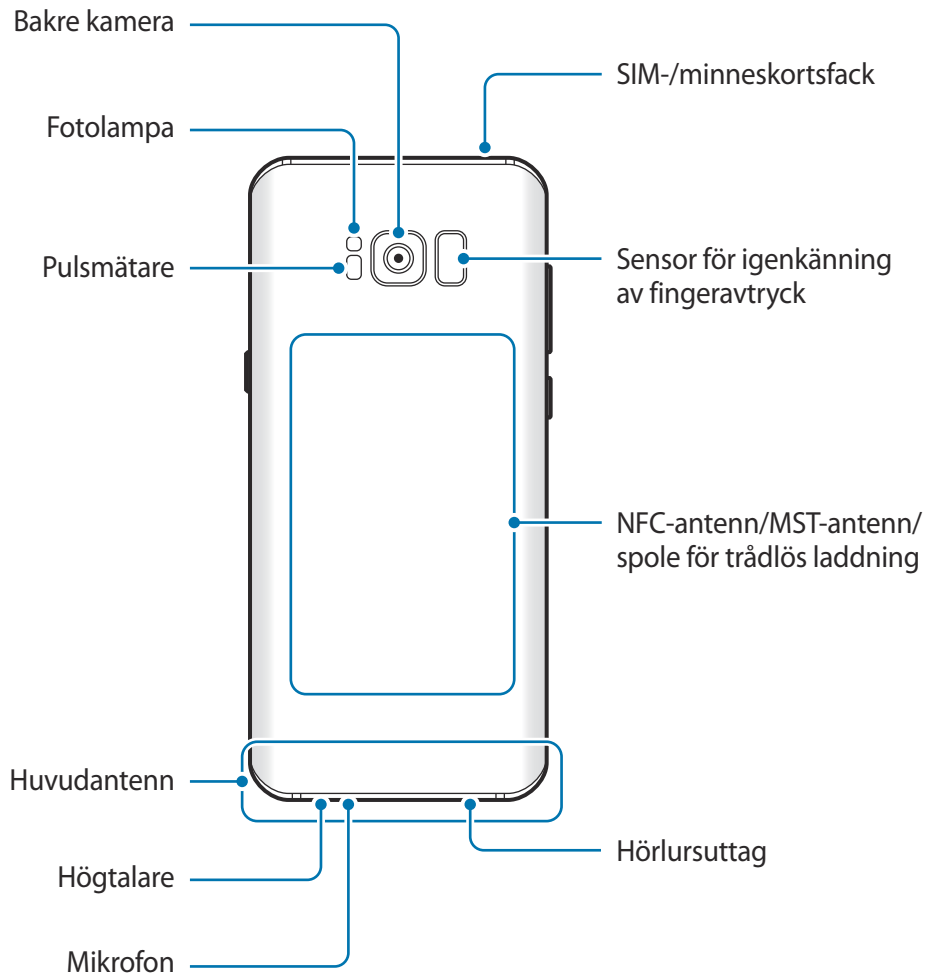 Bakre kamera
Fotolampa
Pulsmätare
Huvudantenn
Högtalare
Mikrofon
SIM-/minneskortsfack
Sensor för igenkänning
av fingeravtryck
NFC-antenn/MST-antenn/
spole för trådlös laddning
Hörlursuttag